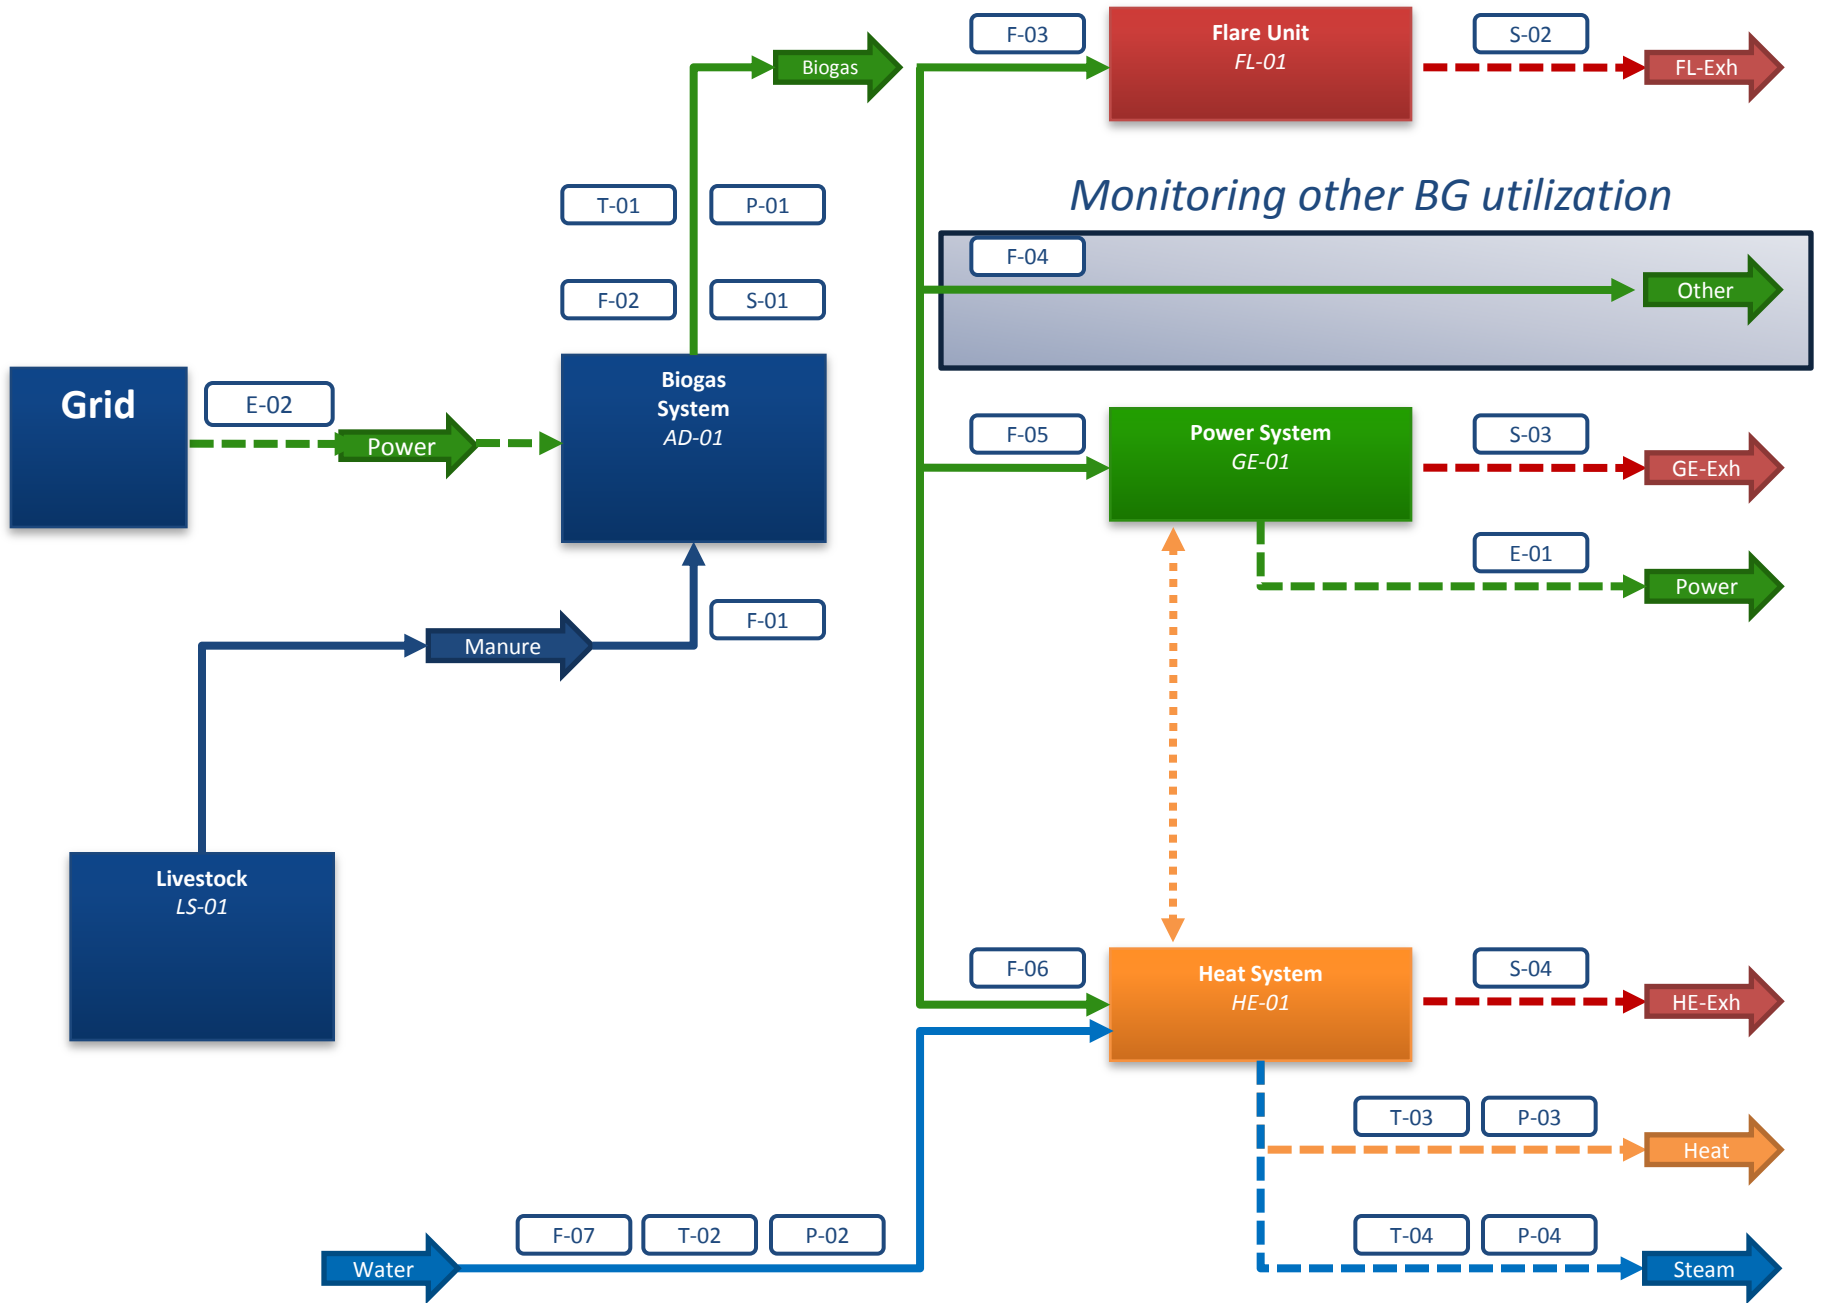 F-03
Flare Unit
FL-01
S-02
Biogas
FL-Exh
T-01
P-01
Monitoring other BG utilization
F-04
F-02
S-01
Other
Grid
E-02
Power
Biogas
System
AD-01
F-05
Power System
GE-01
S-03
GE-Exh
E-01
Power
F-01
Manure
Livestock
LS-01
F-06
Heat System
HE-01
S-04
HE-Exh
T-03
P-03
Heat
F-07
T-02
P-02
T-04
P-04
Water
Steam